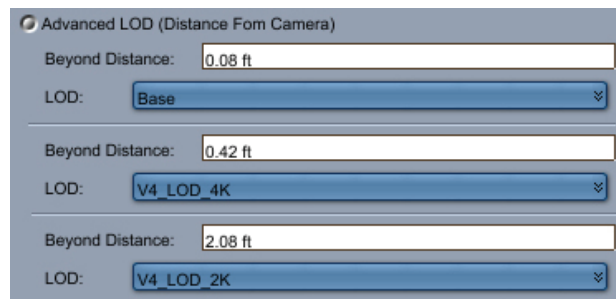 Advanced LOD (Distance Fom Camera)
Beyond Distance: 0.08 ft
LOD: Base
Beyond Distance: 0.42 ft
LOD: V4_LOD_4K
Beyond Distance: 2.08 ft
LOD: V4_LOD_2K